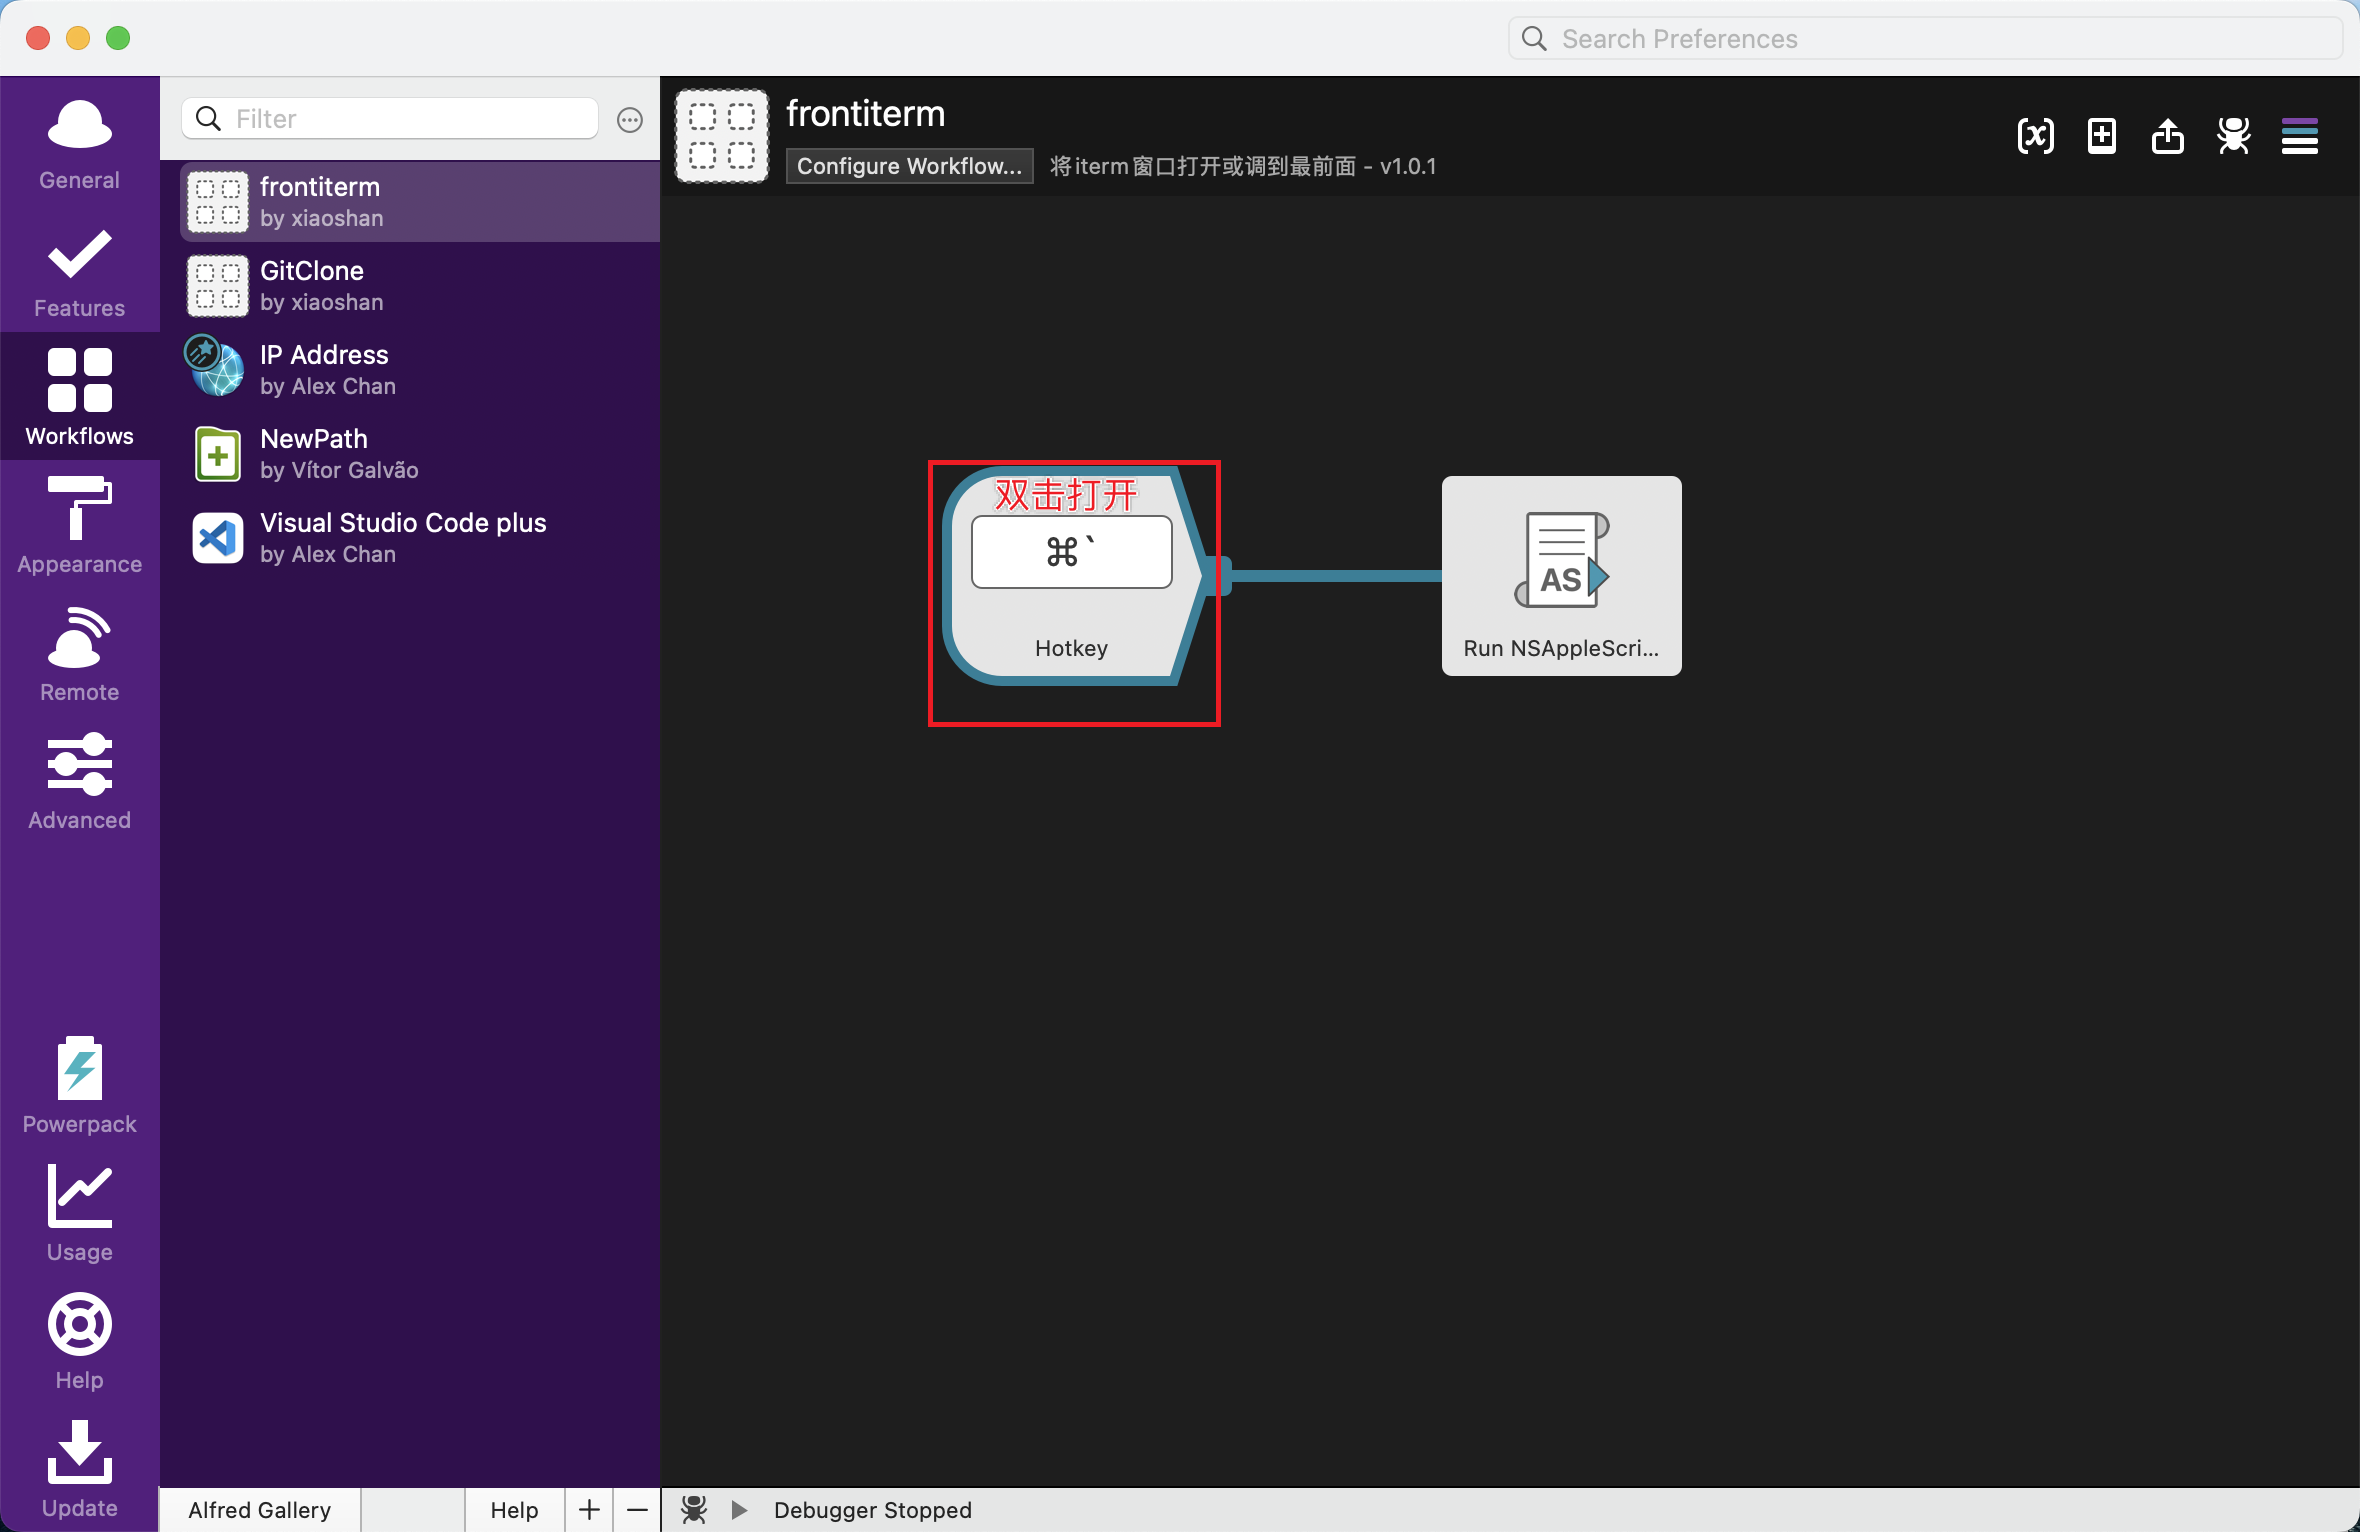 Search Preferences
General
Features
Workflows
Appearance
Remote
Advanced
Powerpack
Usage
Help
Update
Filter
frontiterm
by xiaoshan
GitClone
by xiaoshan
IP Address
by Alex Chan
NewPath
by Vítor Galvão
Visual Studio Code plus
by Alex Chan
Alfred Gallery
Help
frontiterm
Configure Workflow...
将iterm窗口打开或调到最前面 - v1.0.1
双击打开
⌘`
Hotkey
AS
Run NSAppleScri...
Debugger Stopped